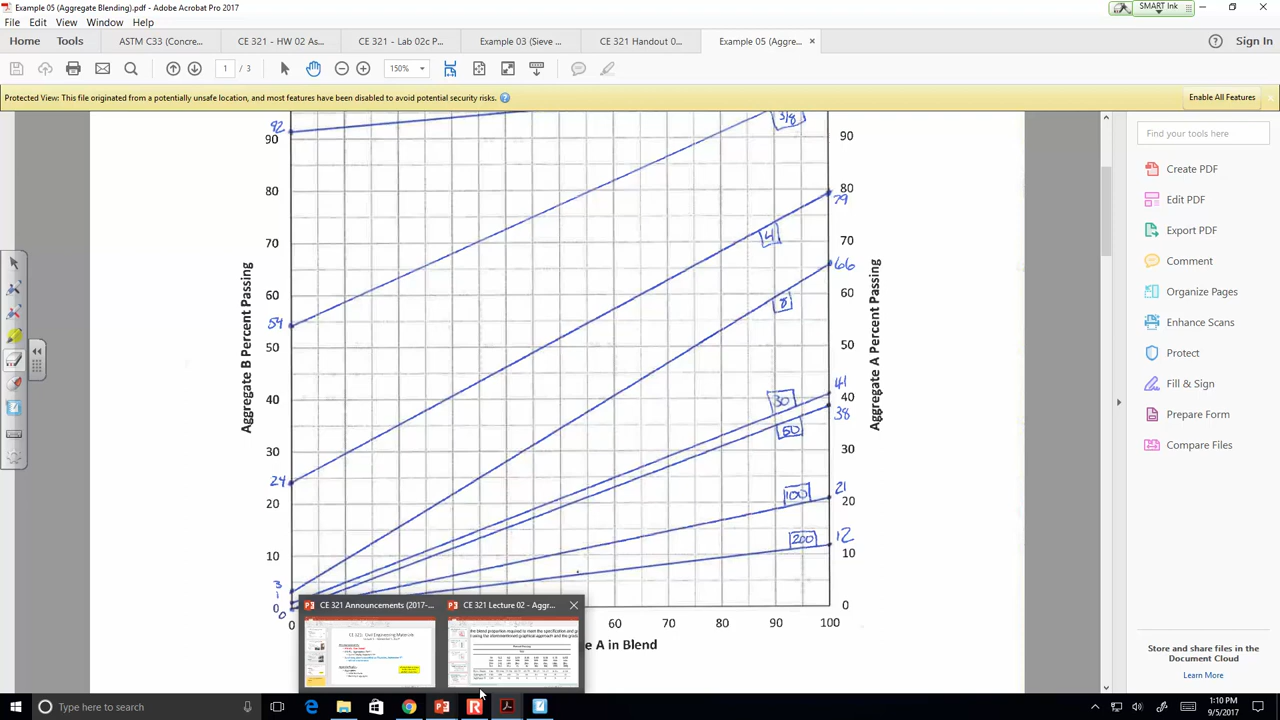 Example 05 (Aggregate Blending).pdf - Adobe Acrobat Pro 2017
SMART Ink
File Edit View Window Help
Home Tools ASTM C33 (Concre... CE 321 - HW 02 As... CE 321 - Lab 02c P... Example 03 (Sieve ... CE 321 Handout 0... Example 05 (Aggre... × Sign In
1 / 3 150%
Protected View: This file originated from a potentially unsafe location, and most features have been disabled to avoid potential security risks. Enable All Features
Find your tools here
Create PDF
Edit PDF
Export PDF
Comment
Organize Pages
Enhance Scans
Protect
Fill & Sign
Prepare Form
Compare Files
Store and share files in the
Document Cloud
Learn More
Aggregate B Percent Passing
92
90
80
70
60
54
50
40
30
24
20
10
3
1
0
0
3/8
4
8
30
50
100
200
90
80
79
70
66
60
50
41
40
38
30
21
20
12
10
0
Aggregate A Percent Passing
0 60 70 80 90 100
e A in Blend
CE 321 Announcements (2017-...
CE 321 Lecture 02 - Aggr...
Type here to search
1:10 PM
9/5/2017